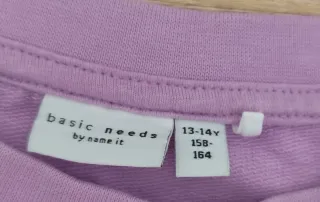 basic needs
by name it
13-14Y
158-
164